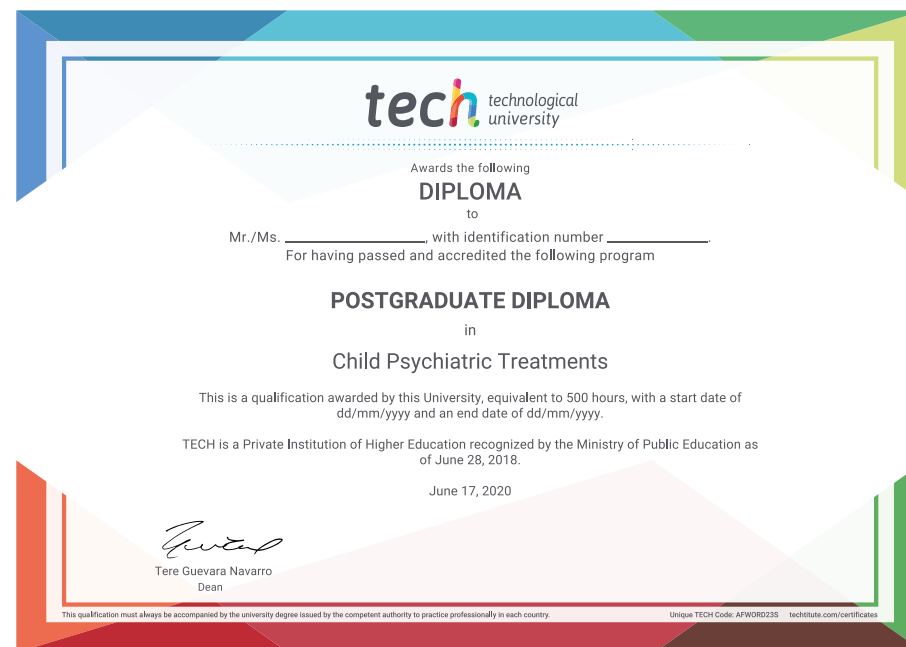 tech technological
university
Awards the following
DIPLOMA
to
Mr./Ms. ____________________, with identification number ______________.
For having passed and accredited the following program
POSTGRADUATE DIPLOMA
in
Child Psychiatric Treatments
This is a qualification awarded by this University, equivalent to 500 hours, with a start date of
dd/mm/yyyy and an end date of dd/mm/yyyy.
TECH is a Private Institution of Higher Education recognized by the Ministry of Public Education as
of June 28, 2018.
June 17, 2020
Tere Guevara Navarro
Dean
This qualification must always be accompanied by the university degree issued by the competent authority to practice professionally in each country.
Unique TECH Code: AFWORD23S techtitute.com/certificates